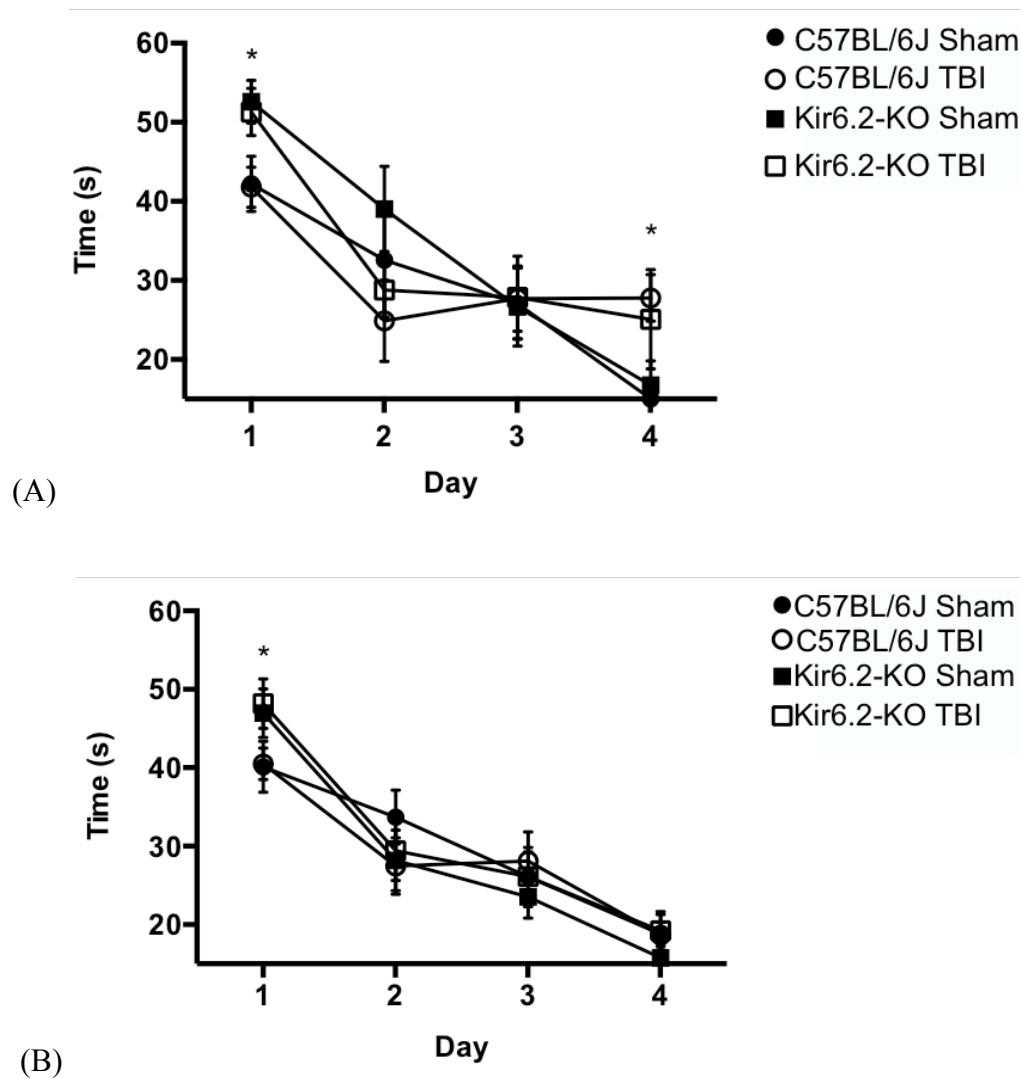 60
50
40
30
20
Time (s)
*
*
1 2 3 4
Day
C57BL/6J Sham
C57BL/6J TBI
Kir6.2-KO Sham
Kir6.2-KO TBI
(A)
60
50
40
30
20
Time (s)
*
1 2 3 4
Day
C57BL/6J Sham
C57BL/6J TBI
Kir6.2-KO Sham
Kir6.2-KO TBI
(B)